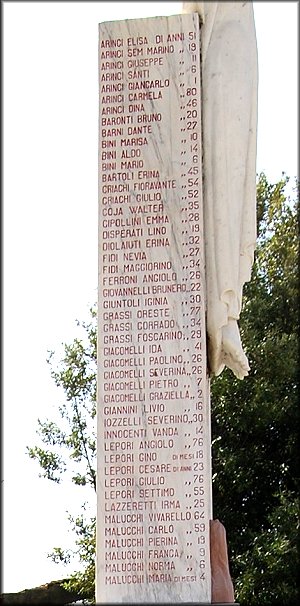 ARINCI ELISA DI ANNI 51
ARINCI SEM MARINO ,, 19
ARINCI GIUSEPPE ,, 11
ARINCI SANTI ,, 6
ARINCI GIANCARLO ,, 1
ARINCI CARMELA ,, 80
ARINCI DINA ,, 46
BARONTI BRUNO ,, 20
BARNI DANTE ,, 27
BINI MARISA ,, 10
BINI ALDO ,, 14
BINI MARIO ,, 6
BARTOLI ERINA ,, 45
CRIACHI FIORAVANTE ,, 54
CRIACHI GIULIO ,, 52
COJA WALTER ,, 35
CIPOLLINI EMMA ,, 28
DISPERATI LINO ,, 19
DIOLAIUTI ERINA ,, 32
FIDI NEVIA ,, 27
FIDI MAGGIORINO ,, 34
FERRONI ANGIOLO ,, 26
GIOVANNELLI BRUNERO ,, 22
GIUNTOLI IGINIA ,, 30
GRASSI ORESTE ,, 77
GRASSI CORRADO ,, 34
GRASSI FOSCARINO ,, 29
GIACOMELLI IDA ,, 41
GIACOMELLI PAOLINO ,, 26
GIACOMELLI SEVERINA ,, 26
GIACOMELLI PIETRO ,, 7
GIACOMELLI GRAZIELLA ,, 2
GIANNINI LIVIO ,, 16
IOZZELLI SEVERINO ,, 30
INNOCENTI VANDA ,, 14
LEPORI ANGIOLO ,, 76
LEPORI GINO DI MESI 18
LEPORI CESARE DI ANNI 23
LEPORI GIULIO ,, 76
LEPORI SETTIMO ,, 55
LAZZERETTI IRMA ,, 25
MALUCCHI VIVARELLO 64
MALUCCHI CARLO ,, 59
MALUCCHI PIERINA ,, 19
MALUCCHI FRANCA ,, 9
MALUCCHI NORMA ,, 6
MALUCCHI MARIA DI MESI 4